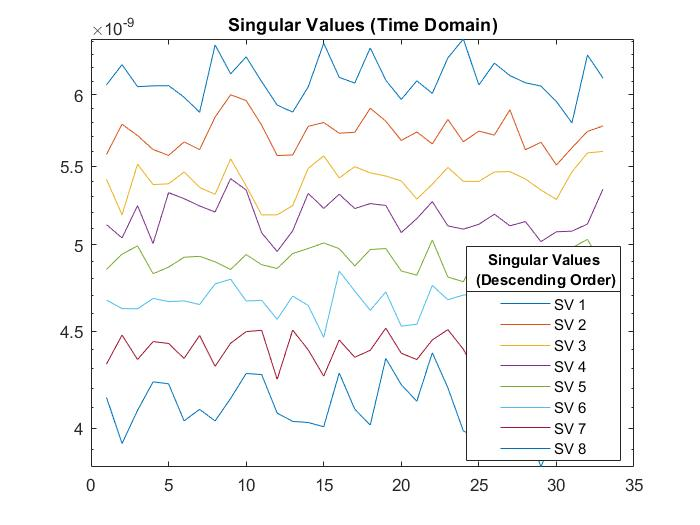 Singular Values (Time Domain)
×10⁻⁹
6
5.5
5
4.5
4
0 5 10 15 20 25 30 35
Singular Values
(Descending Order)
SV 1
SV 2
SV 3
SV 4
SV 5
SV 6
SV 7
SV 8